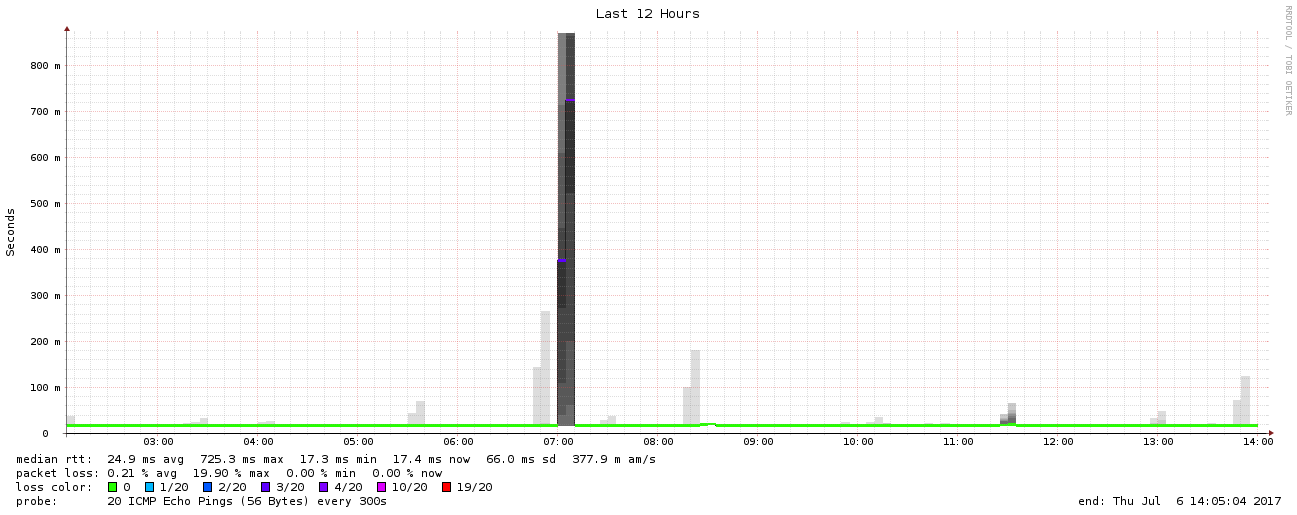 Last 12 Hours
RRDTOOL / TOBI OETIKER
Seconds
800 m
700 m
600 m
500 m
400 m
300 m
200 m
100 m
0
03:00 04:00 05:00 06:00 07:00 08:00 09:00 10:00 11:00 12:00 13:00 14:00
median rtt: 24.9 ms avg 725.3 ms max 17.3 ms min 17.4 ms now 66.0 ms sd 377.9 m am/s
packet loss: 0.21 % avg 19.90 % max 0.00 % min 0.00 % now
loss color: 0 1/20 2/20 3/20 4/20 10/20 19/20
probe: 20 ICMP Echo Pings (56 Bytes) every 300s end: Thu Jul 6 14:05:04 2017